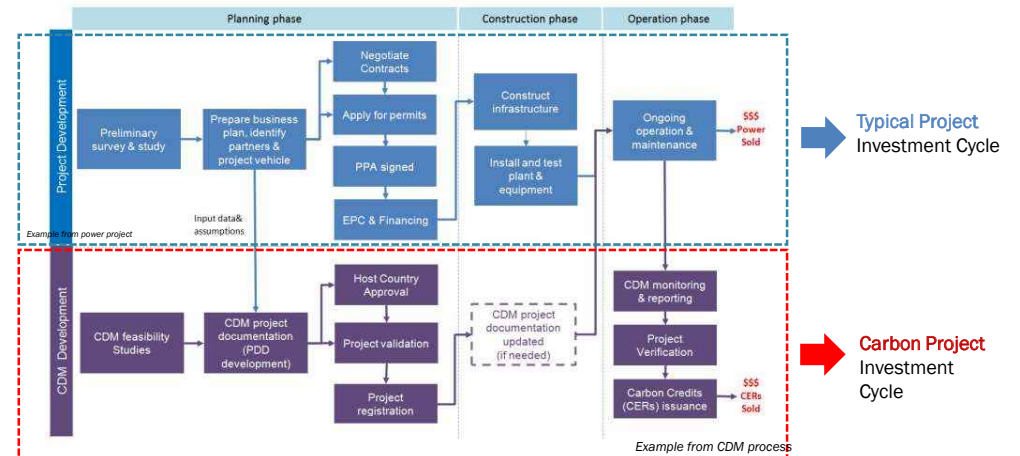 Planning phase
Construction phase
Operation phase
Project Development
Preliminary
survey & study
Prepare business
plan, identify
partners
& project vehicle
Negotiate
Contracts
Apply for permits
PPA signed
EPC & Financing
Construct
infrastructure
Install and test
plant &
equipment
Ongoing
operation &
maintenance
$$$
Power
Sold
Typical Project
Investment Cycle
Input data&
assumptions
Example from power project
CDM Development
CDM feasibility
Studies
CDM project
documentation
(PDD
development)
Host Country
Approval
Project validation
Project
registration
CDM project
documentation
updated
(if needed)
CDM monitoring
& reporting
Project
Verification
Carbon Credits
(CERs) issuance
$$$
CERs
Sold
Carbon Project
Investment
Cycle
Example from CDM process